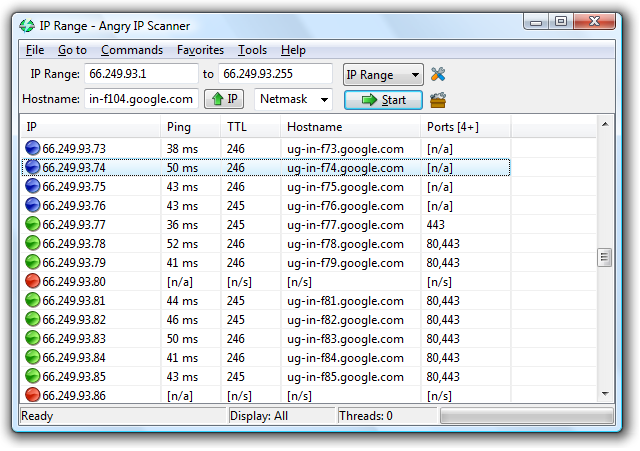 IP Range - Angry IP Scanner
File Go to Commands Favorites Tools Help
IP Range: 66.249.93.1 to 66.249.93.255 IP Range
Hostname: in-f104.google.com IP Netmask Start
IP Ping TTL Hostname Ports [4+]
66.249.93.73 38 ms 246 ug-in-f73.google.com [n/a]
66.249.93.74 50 ms 246 ug-in-f74.google.com [n/a]
66.249.93.75 43 ms 246 ug-in-f75.google.com [n/a]
66.249.93.76 43 ms 245 ug-in-f76.google.com [n/a]
66.249.93.77 36 ms 245 ug-in-f77.google.com 443
66.249.93.78 52 ms 246 ug-in-f78.google.com 80,443
66.249.93.79 41 ms 246 ug-in-f79.google.com 80,443
66.249.93.80 [n/a] [n/s] [n/s] [n/s]
66.249.93.81 44 ms 245 ug-in-f81.google.com 80,443
66.249.93.82 46 ms 245 ug-in-f82.google.com 80,443
66.249.93.83 50 ms 246 ug-in-f83.google.com 80,443
66.249.93.84 41 ms 246 ug-in-f84.google.com 80,443
66.249.93.85 43 ms 245 ug-in-f85.google.com 80,443
66.249.93.86 [n/a] [n/s] [n/s] [n/s]
Ready Display: All Threads: 0